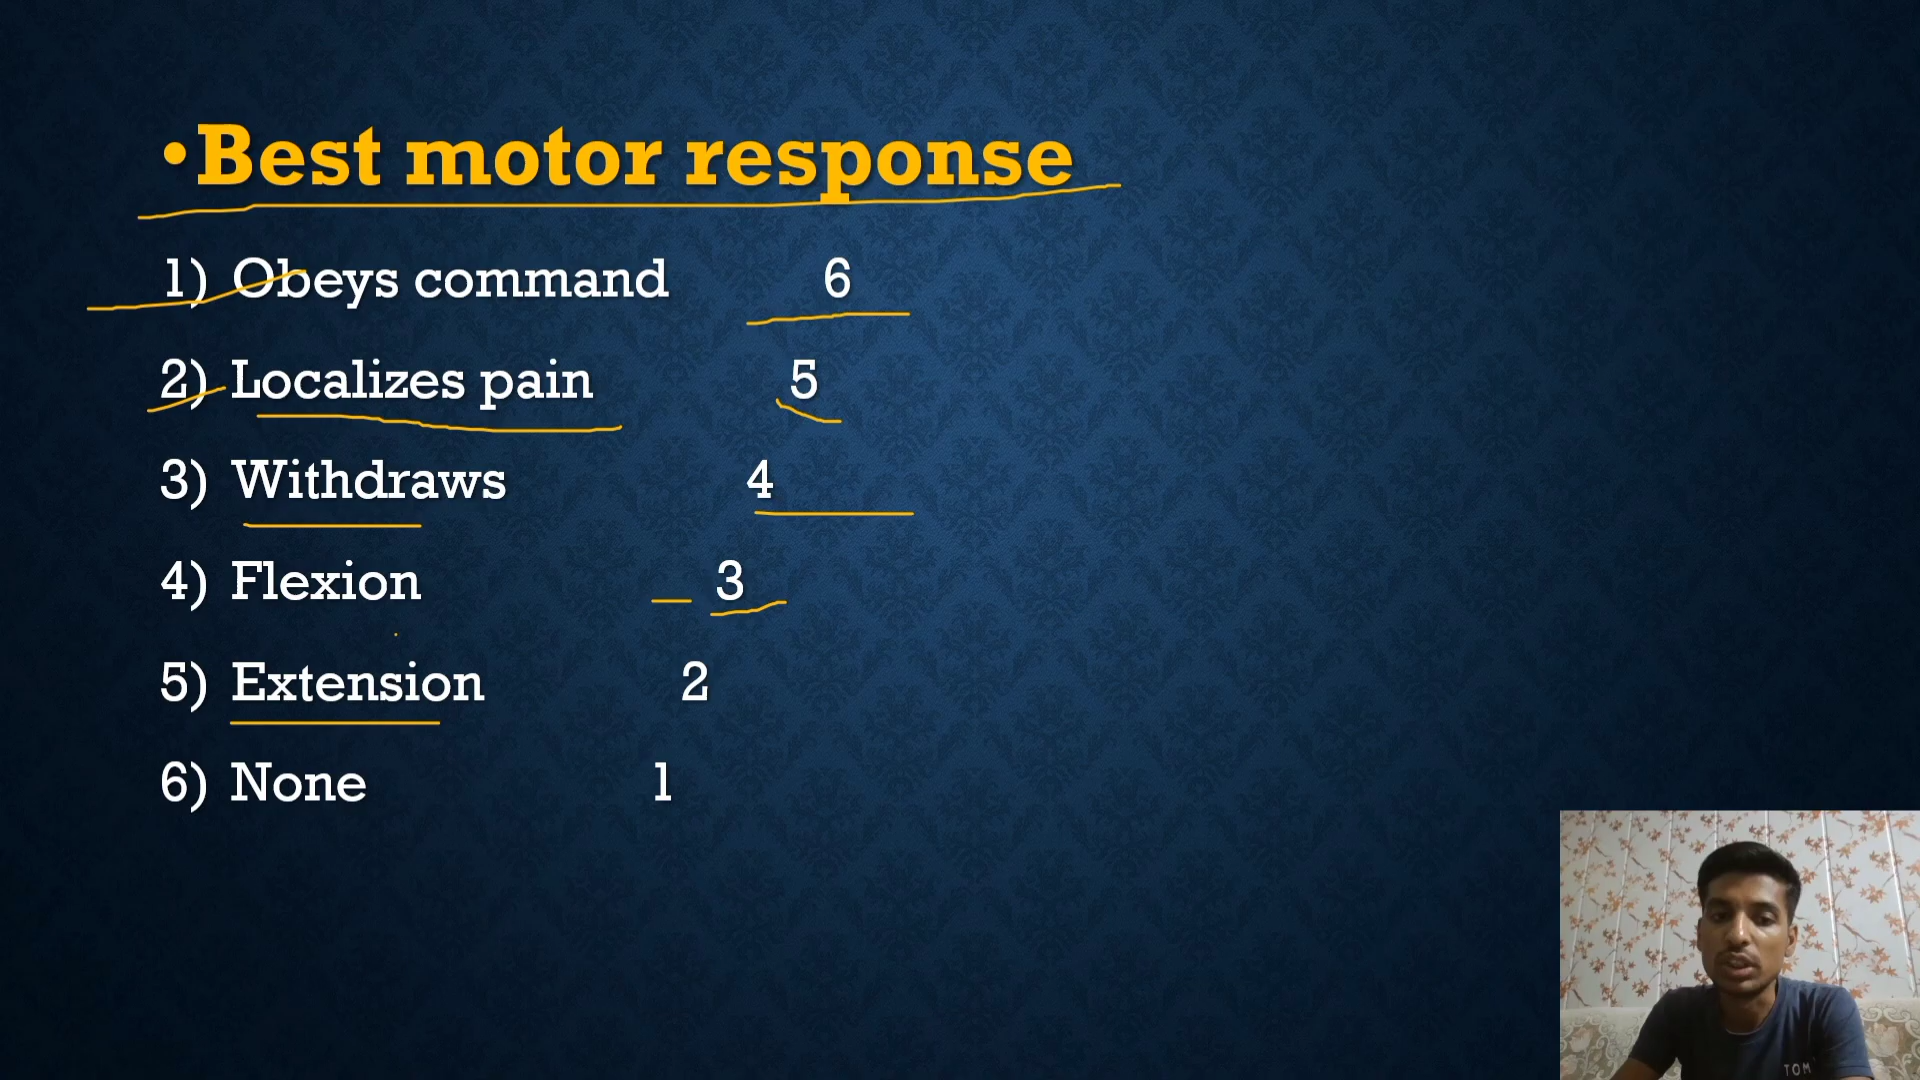 •Best motor response
1) Obeys command 6
2) Localizes pain 5
3) Withdraws 4
4) Flexion 3
5) Extension 2
6) None 1
TOM